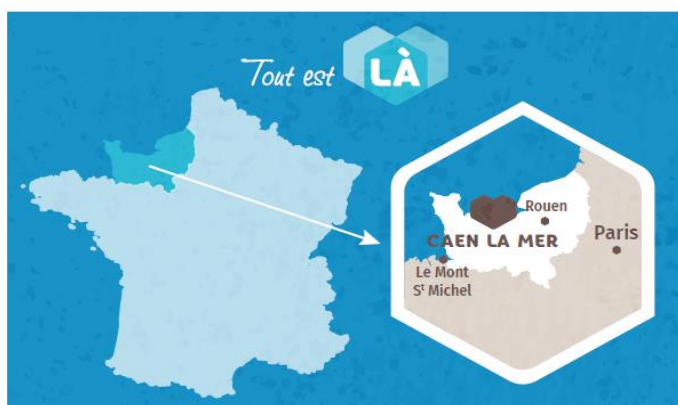 Tout est LÀ
Rouen
CAEN LA MER
Paris
Le Mont
Sᵗ Michel